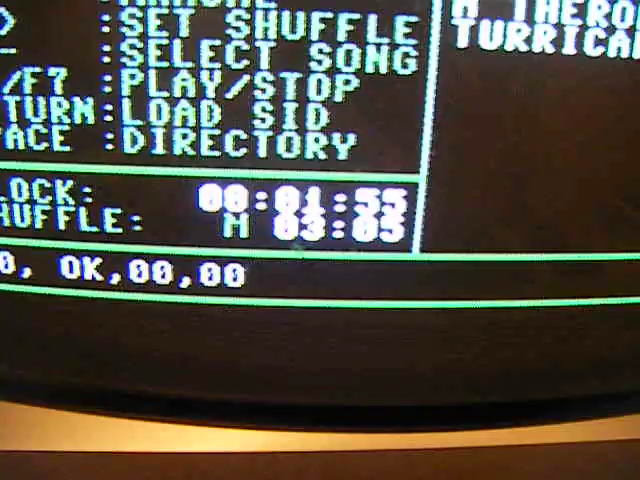 :SET SHUFFLE
:SELECT SONG
/F7 :PLAY/STOP
TURN:LOAD SID
ACE :DIRECTORY
LOCK: 00:01:55
HUFFLE: M 03:05
0, OK,00,00
M THERO
TURRICA